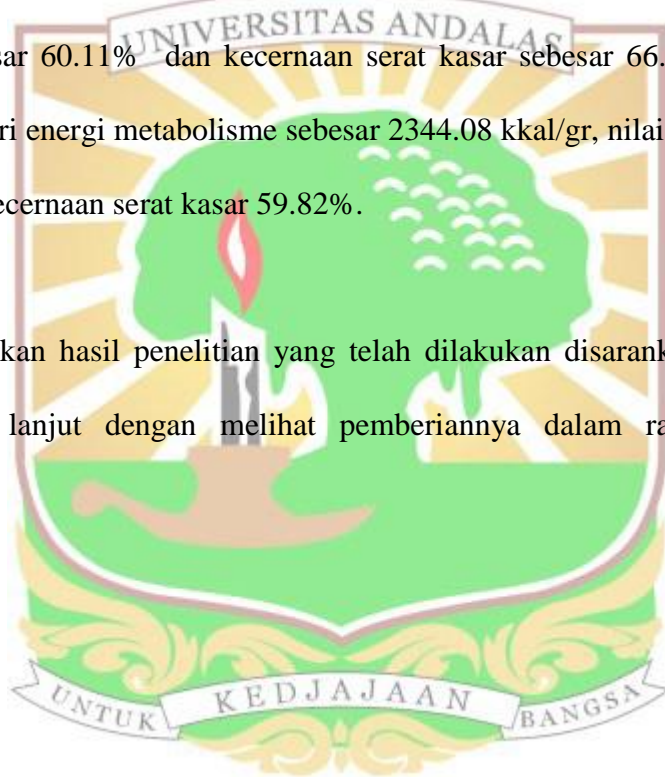 UNIVERSITAS ANDALAS
sar 60.11% dan kecernaan serat kasar sebesar 66.
ri energi metabolisme sebesar 2344.08 kkal/gr, nilai
ecernaan serat kasar 59.82%.
kan hasil penelitian yang telah dilakukan disarank
lanjut dengan melihat pemberiannya dalam ra
UNTUK KEDJAJAAN BANGSA